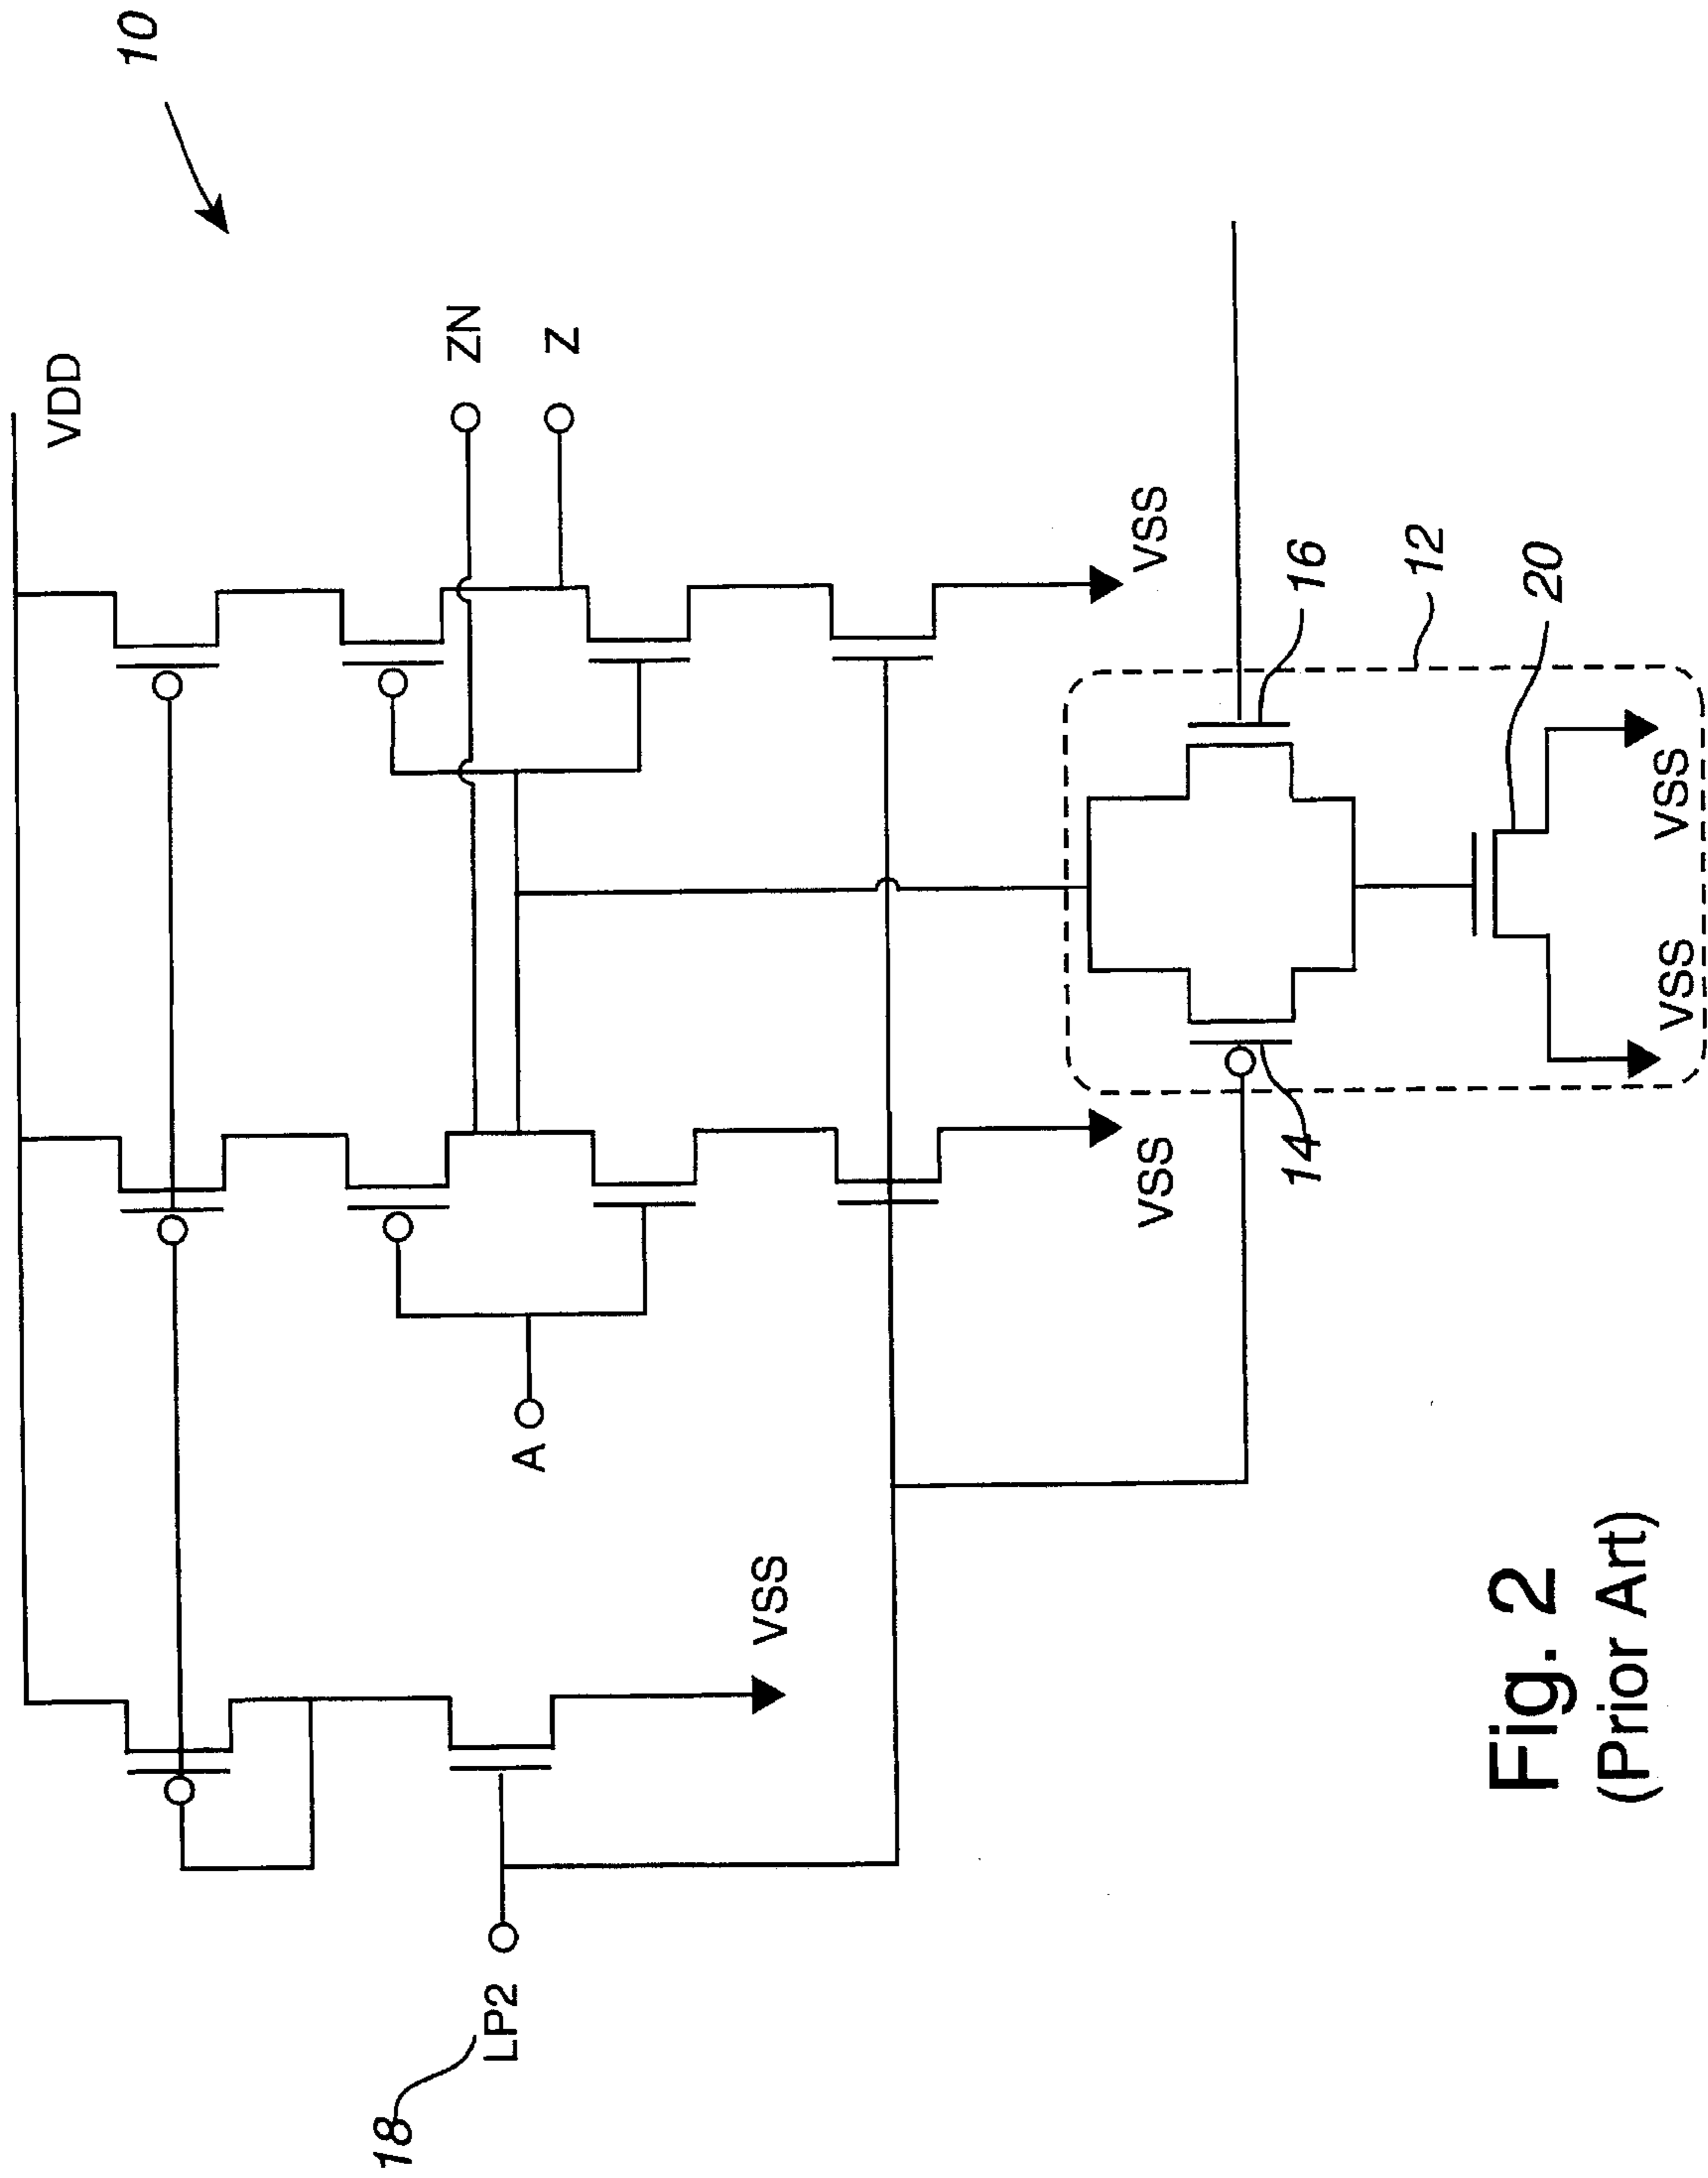 10
VDD
ZN
Z
A
LP2
18
VSS
VSS
VSS
16
12
20
14
VSS
VSS
Fig. 2
(Prior Art)